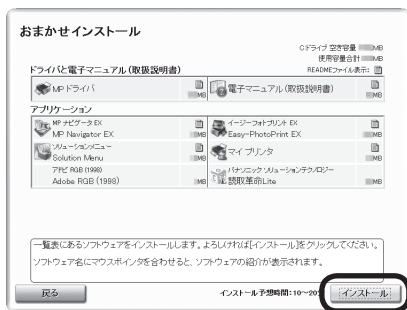 おまかせインストール
Cドライブ 空き容量 MB
使用容量合計 MB
READMEファイル表示:
ドライバと電子マニュアル(取扱説明書)
MP ドライバ MB
電子マニュアル(取扱説明書) MB
アプリケーション
MP ナビゲータ EX
MP Navigator EX MB
イージーフォトプリント EX
Easy-PhotoPrint EX MB
ソリューションメニュー
Solution Menu MB
マイ プリンタ MB
アドビ RGB (1998)
Adobe RGB (1998) MB
パナソニック ソリューションテクノロジー
読取革命Lite MB
一覧表にあるソフトウェアをインストールします。よろしければ[インストール]をクリックしてください。
ソフトウェア名にマウスポインタを合わせると、ソフトウェアの紹介が表示されます。
戻る
インストール予想時間:10~20
インストール